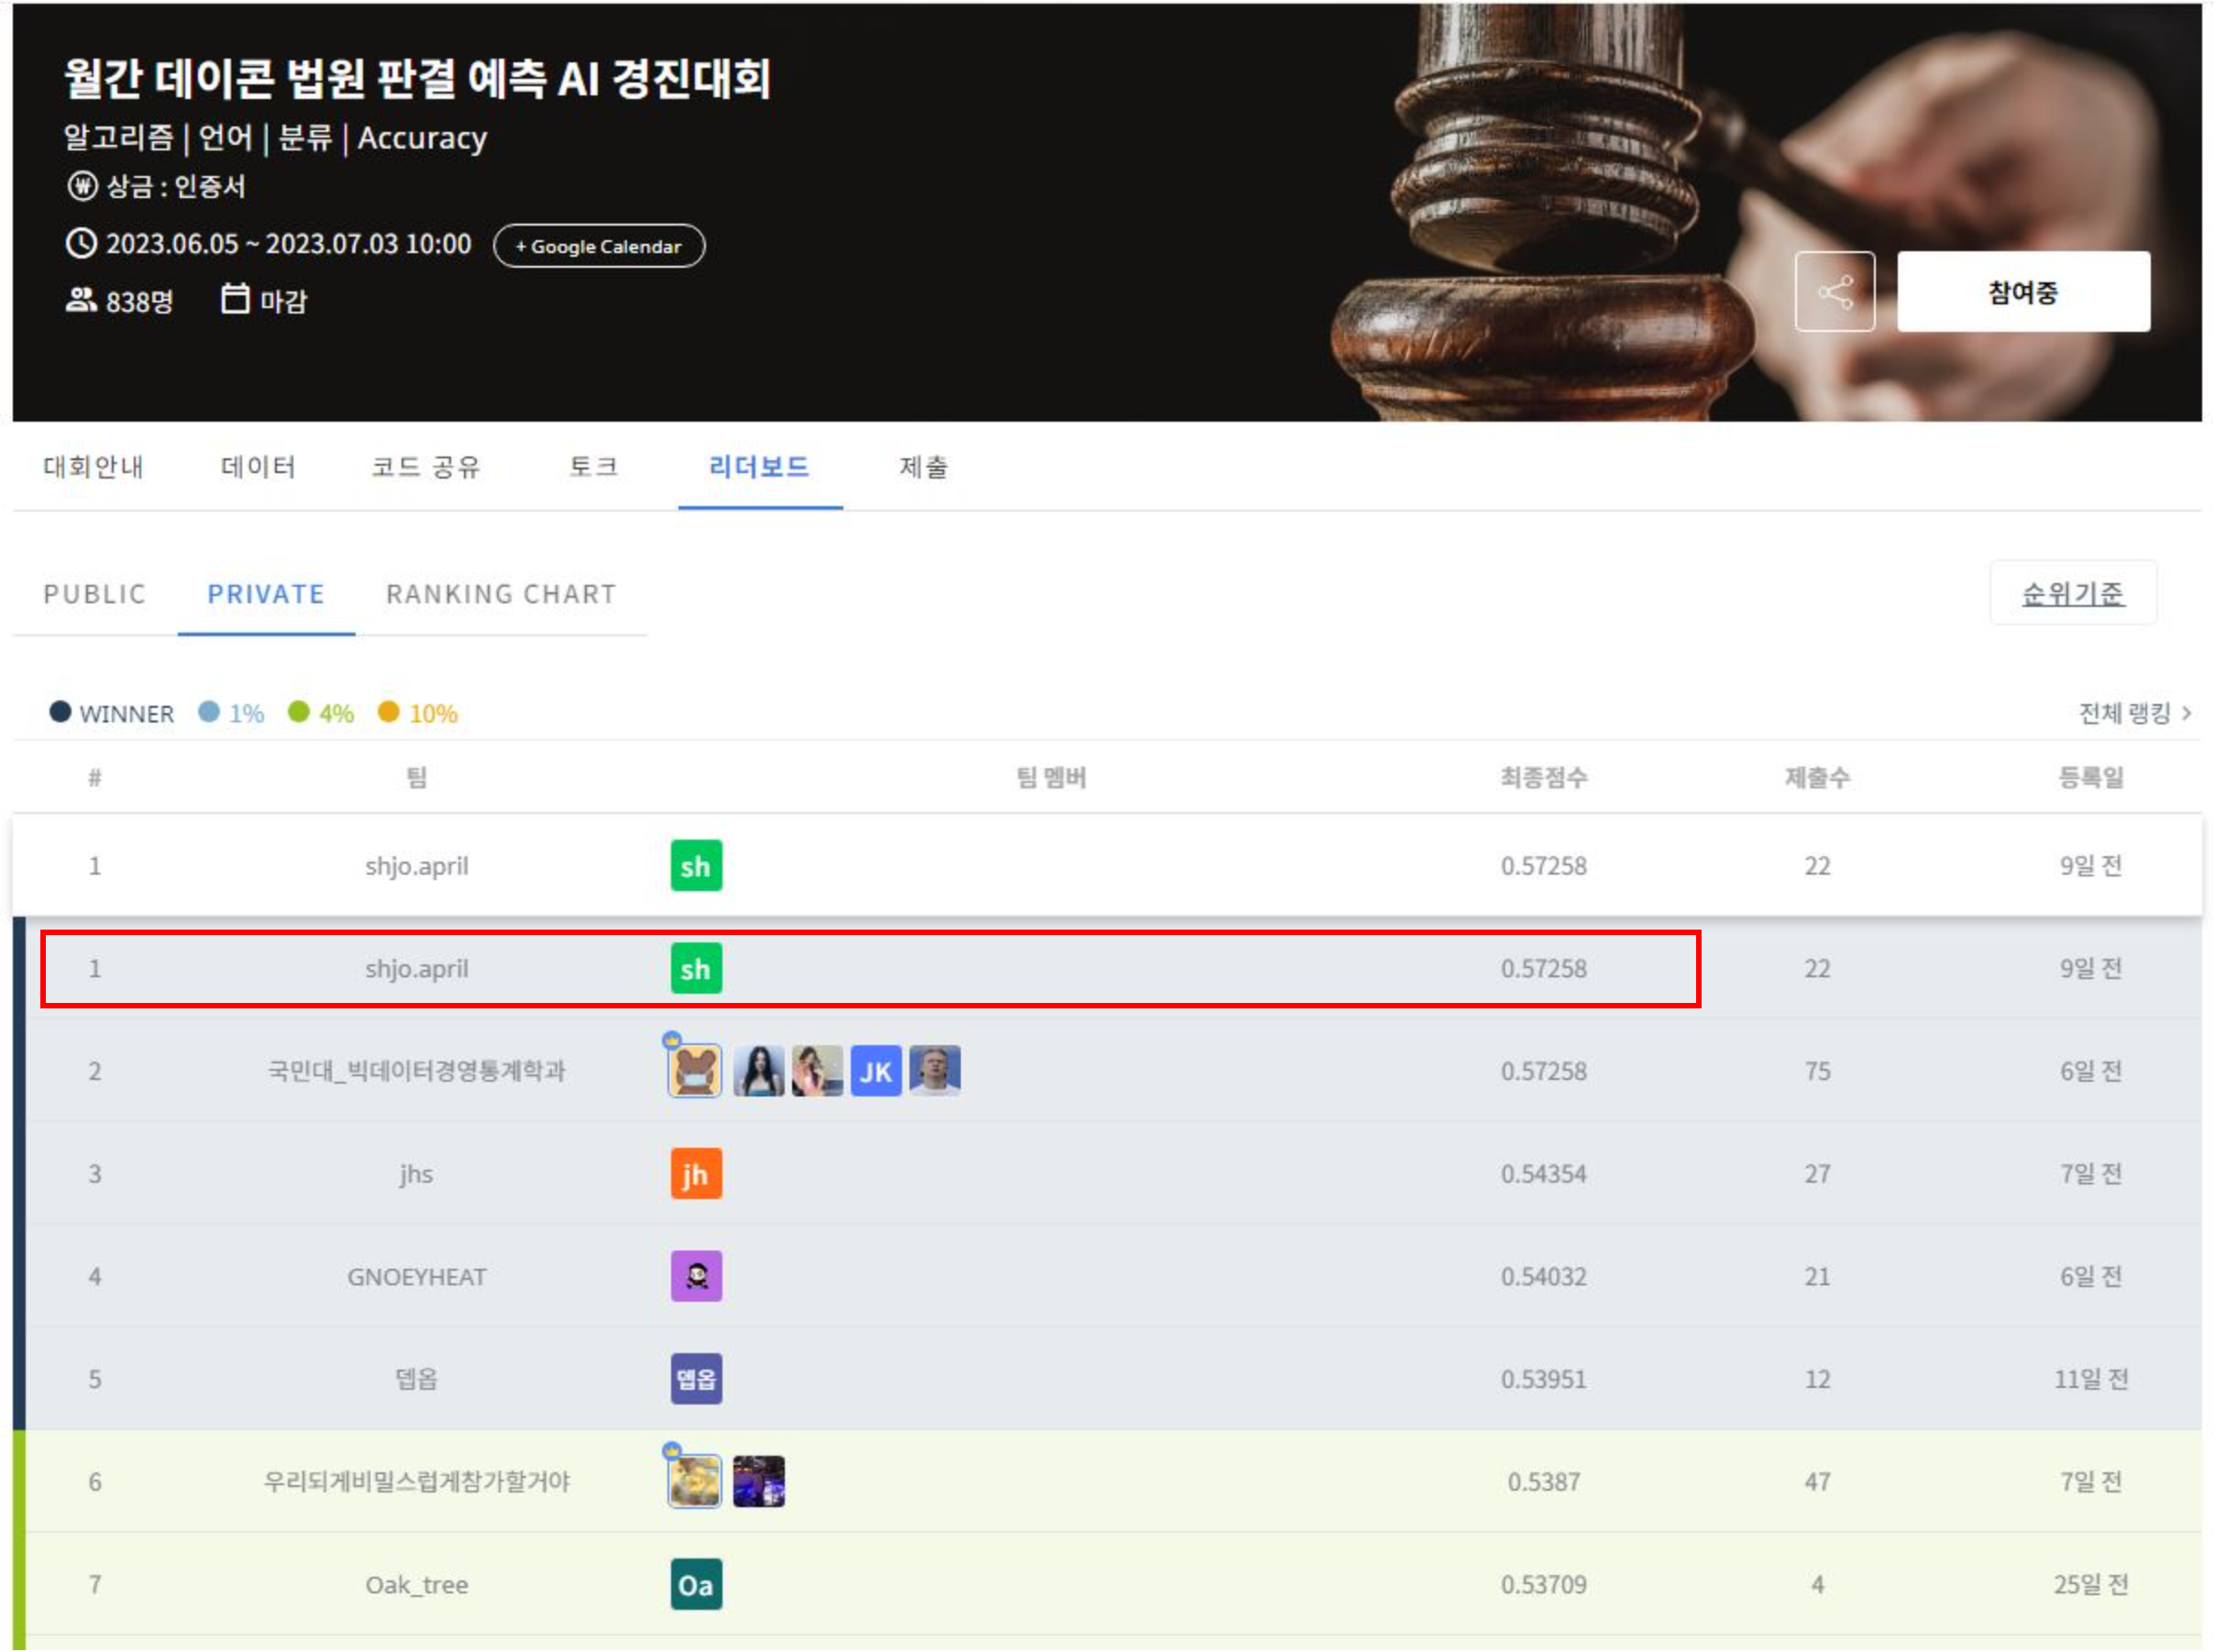 월간 데이콘 법원 판결 예측 AI 경진대회
알고리즘 | 언어 | 분류 | Accuracy
₩ 상금 : 인증서
2023.06.05 ~ 2023.07.03 10:00 + Google Calendar
838명 마감
참여중
대회안내 데이터 코드 공유 토크 리더보드 제출
PUBLIC PRIVATE RANKING CHART 순위기준
WINNER 1% 4% 10% 전체 랭킹 >
# 팀 팀 멤버 최종점수 제출수 등록일
1 shjo.april sh 0.57258 22 9일 전
1 shjo.april sh 0.57258 22 9일 전
2 국민대_빅데이터경영통계학과 JK 0.57258 75 6일 전
3 jhs jh 0.54354 27 7일 전
4 GNOEYHEAT 0.54032 21 6일 전
5 뎁옵 뎁옵 0.53951 12 11일 전
6 우리되게비밀스럽게참가할거야 0.5387 47 7일 전
7 Oak_tree Oa 0.53709 4 25일 전